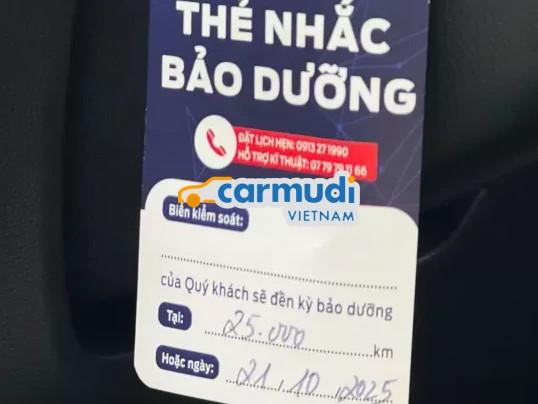 THẺ NHẮC
BẢO DƯỠNG
ĐẶT LỊCH HẸN: 0913 27 1990
HỖ TRỢ KĨ THUẬT: 07 79 79 11 66
carmudi
VIETNAM
Biển kiểm soát:
của Quý khách sẽ đến kỳ bảo dưỡng
Tại: 25.000 km
Hoặc ngày: 21, 10, 2025